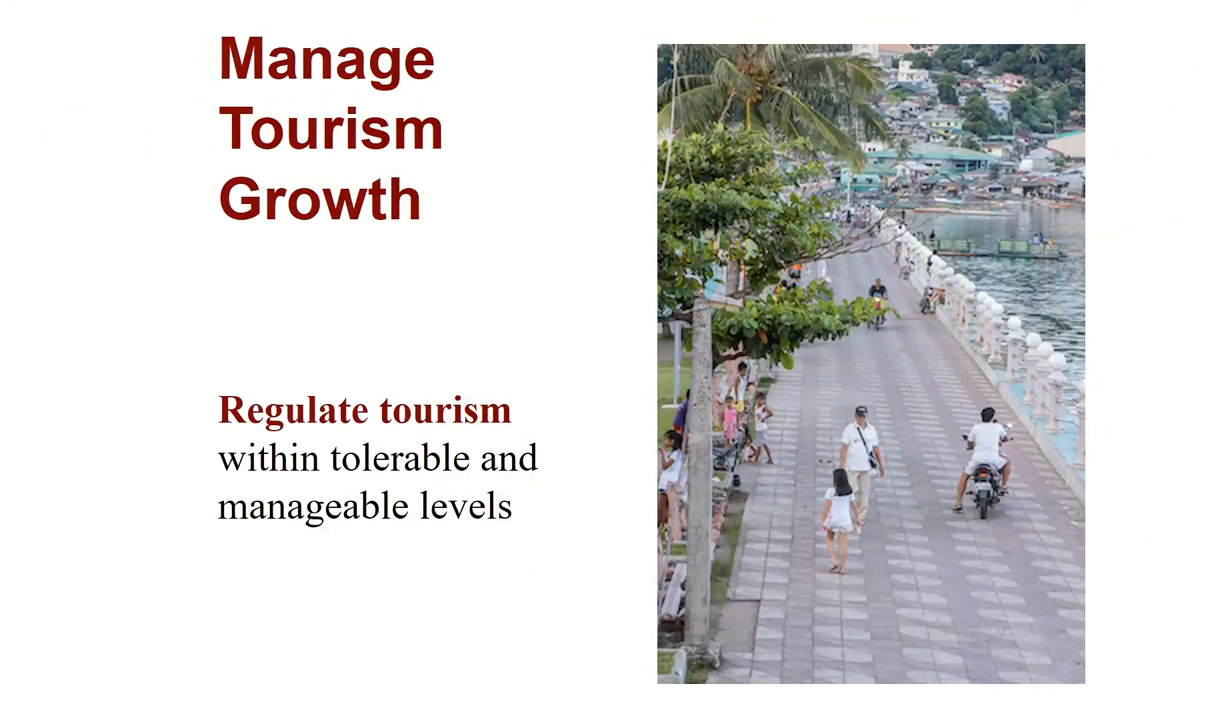 Manage
Tourism
Growth
Regulate tourism
within tolerable and
manageable levels